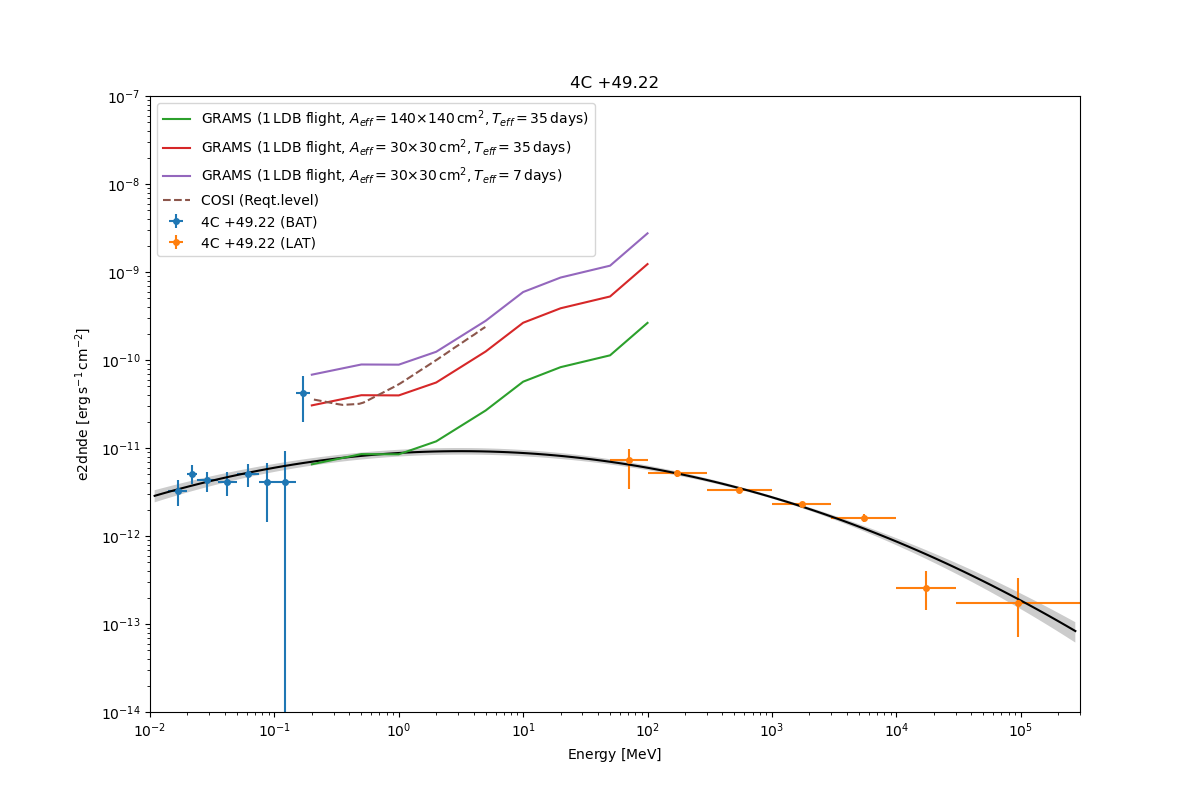 4C +49.22
GRAMS (1 LDB flight, A_eff = 140×140 cm², T_eff = 35 days)
GRAMS (1 LDB flight, A_eff = 30×30 cm², T_eff = 35 days)
GRAMS (1 LDB flight, A_eff = 30×30 cm², T_eff = 7 days)
COSI (Reqt.level)
4C +49.22 (BAT)
4C +49.22 (LAT)
e2dnde [erg s⁻¹ cm⁻²]
10⁻⁷
10⁻⁸
10⁻⁹
10⁻¹⁰
10⁻¹¹
10⁻¹²
10⁻¹³
10⁻¹⁴
10⁻² 10⁻¹ 10⁰ 10¹ 10² 10³ 10⁴ 10⁵
Energy [MeV]